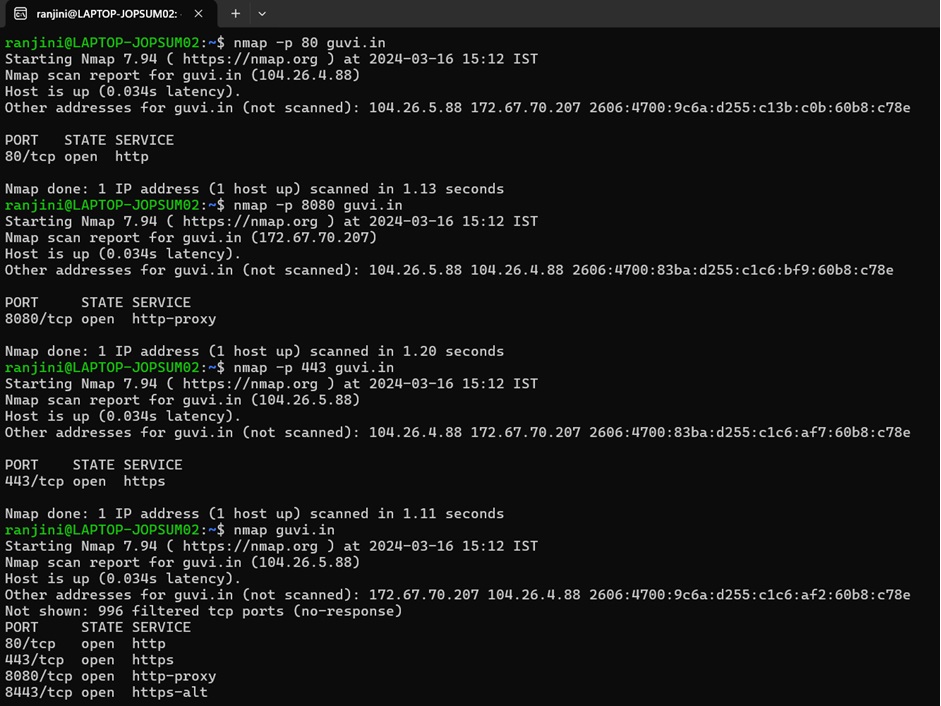 ranjini@LAPTOP-JOPSUM02:
ranjini@LAPTOP-JOPSUM02:~$ nmap -p 80 guvi.in
Starting Nmap 7.94 ( https://nmap.org ) at 2024-03-16 15:12 IST
Nmap scan report for guvi.in (104.26.4.88)
Host is up (0.034s latency).
Other addresses for guvi.in (not scanned): 104.26.5.88 172.67.70.207 2606:4700:9c6a:d255:c13b:c0b:60b8:c78e
PORT   STATE SERVICE
80/tcp open  http
Nmap done: 1 IP address (1 host up) scanned in 1.13 seconds
ranjini@LAPTOP-JOPSUM02:~$ nmap -p 8080 guvi.in
Starting Nmap 7.94 ( https://nmap.org ) at 2024-03-16 15:12 IST
Nmap scan report for guvi.in (172.67.70.207)
Host is up (0.034s latency).
Other addresses for guvi.in (not scanned): 104.26.5.88 104.26.4.88 2606:4700:83ba:d255:c1c6:bf9:60b8:c78e
PORT     STATE SERVICE
8080/tcp open  http-proxy
Nmap done: 1 IP address (1 host up) scanned in 1.20 seconds
ranjini@LAPTOP-JOPSUM02:~$ nmap -p 443 guvi.in
Starting Nmap 7.94 ( https://nmap.org ) at 2024-03-16 15:12 IST
Nmap scan report for guvi.in (104.26.5.88)
Host is up (0.034s latency).
Other addresses for guvi.in (not scanned): 104.26.4.88 172.67.70.207 2606:4700:83ba:d255:c1c6:af7:60b8:c78e
PORT    STATE SERVICE
443/tcp open  https
Nmap done: 1 IP address (1 host up) scanned in 1.11 seconds
ranjini@LAPTOP-JOPSUM02:~$ nmap guvi.in
Starting Nmap 7.94 ( https://nmap.org ) at 2024-03-16 15:12 IST
Nmap scan report for guvi.in (104.26.5.88)
Host is up (0.034s latency).
Other addresses for guvi.in (not scanned): 172.67.70.207 104.26.4.88 2606:4700:9c6a:d255:c1c6:af2:60b8:c78e
Not shown: 996 filtered tcp ports (no-response)
PORT     STATE SERVICE
80/tcp   open  http
443/tcp  open  https
8080/tcp open  http-proxy
8443/tcp open  https-alt